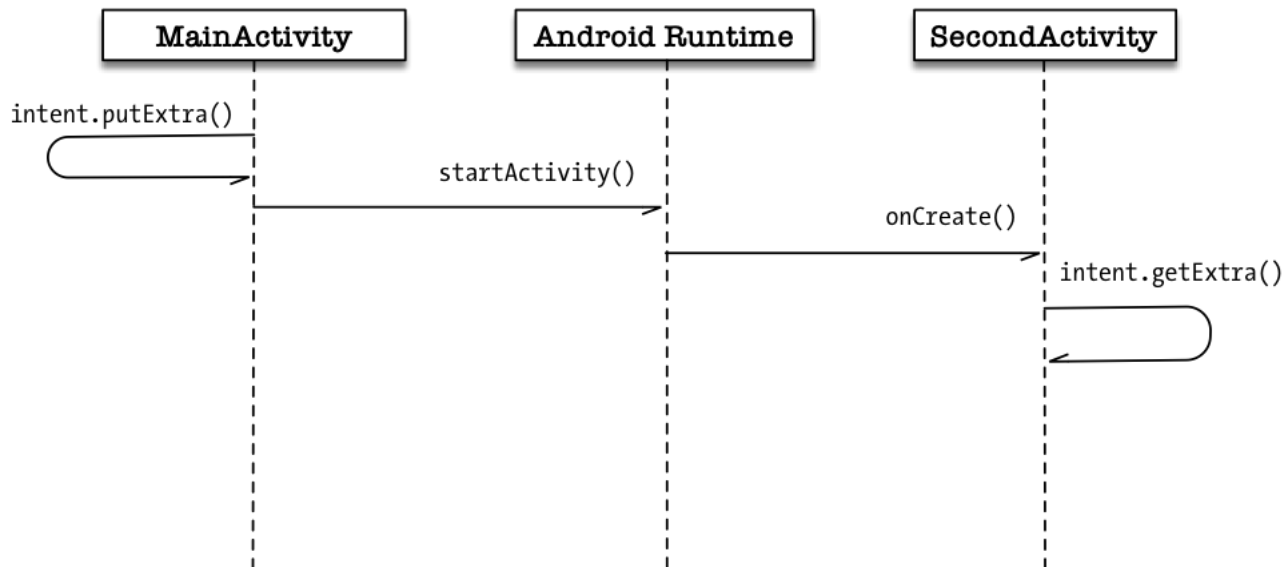 MainActivity
Android Runtime
SecondActivity
intent.putExtra()
startActivity()
onCreate()
intent.getExtra()